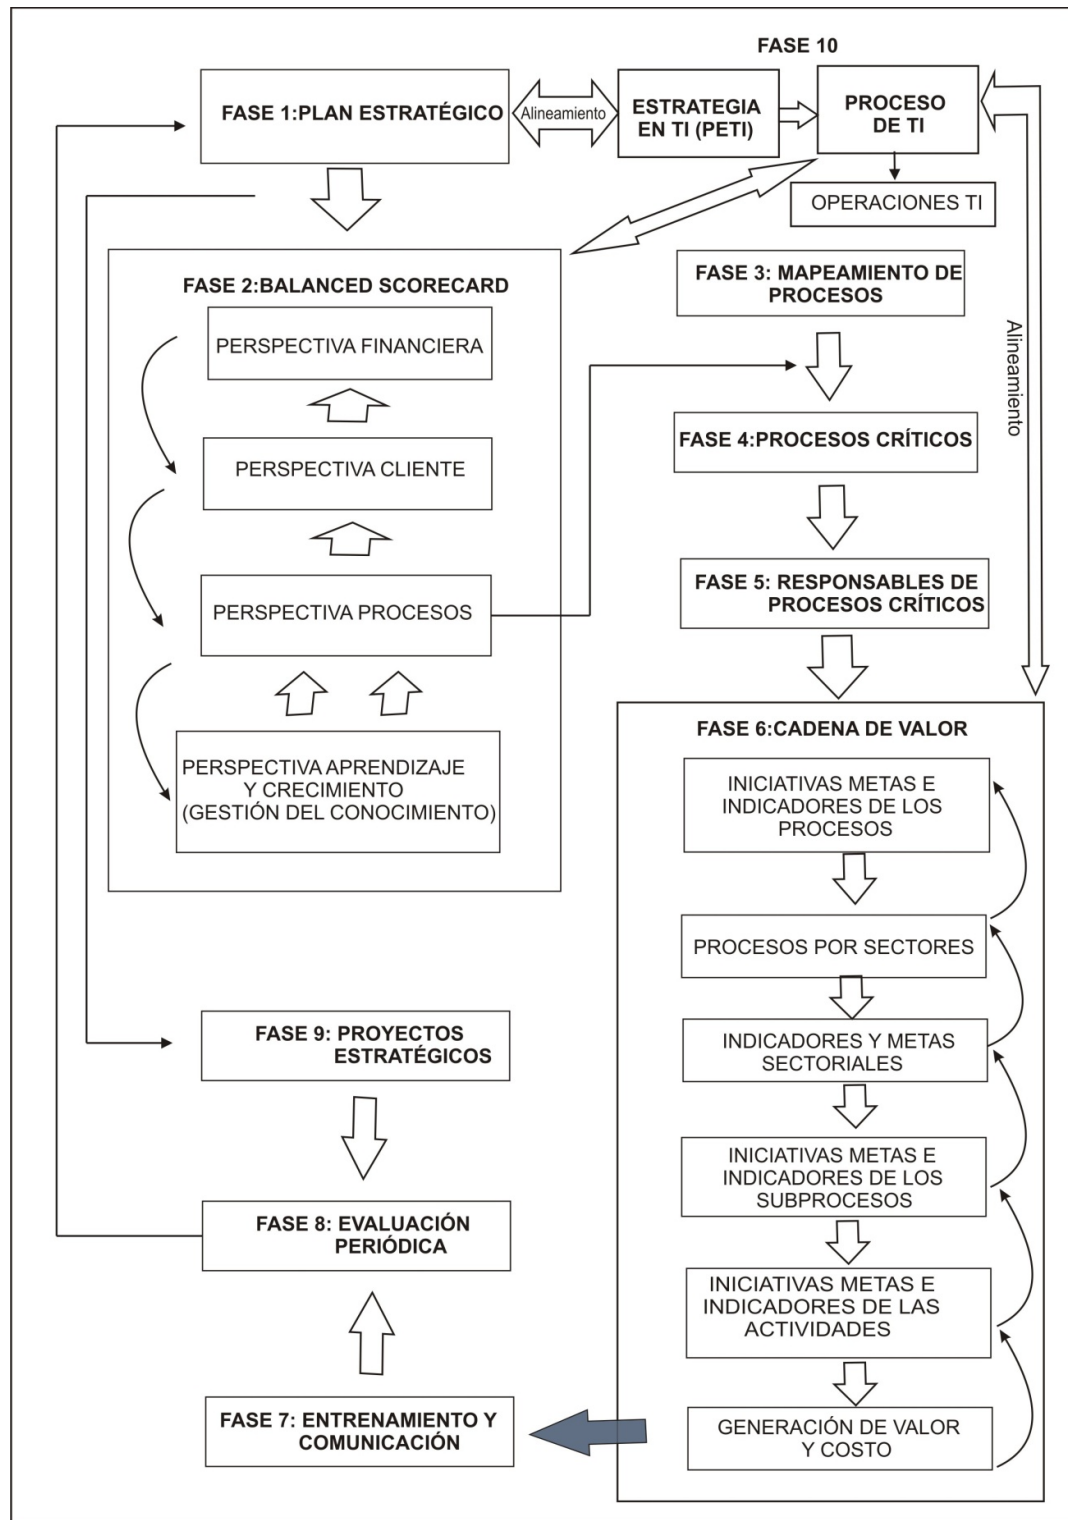 FASE 10
FASE 1:PLAN ESTRATÉGICO
Alineamiento
ESTRATEGIA
EN TI (PETI)
PROCESO
DE TI
OPERACIONES TI
FASE 2:BALANCED SCORECARD
PERSPECTIVA FINANCIERA
PERSPECTIVA CLIENTE
PERSPECTIVA PROCESOS
PERSPECTIVA APRENDIZAJE
Y CRECIMIENTO
(GESTIÓN DEL CONOCIMIENTO)
FASE 3: MAPEAMIENTO DE
PROCESOS
FASE 4:PROCESOS CRÍTICOS
FASE 5: RESPONSABLES DE
PROCESOS CRÍTICOS
Alineamiento
FASE 6:CADENA DE VALOR
INICIATIVAS METAS E
INDICADORES DE LOS
PROCESOS
PROCESOS POR SECTORES
INDICADORES Y METAS
SECTORIALES
INICIATIVAS METAS E
INDICADORES DE LOS
SUBPROCESOS
INICIATIVAS METAS E
INDICADORES DE LAS
ACTIVIDADES
GENERACIÓN DE VALOR
Y COSTO
FASE 9: PROYECTOS
ESTRATÉGICOS
FASE 8: EVALUACIÓN
PERIÓDICA
FASE 7: ENTRENAMIENTO Y
COMUNICACIÓN